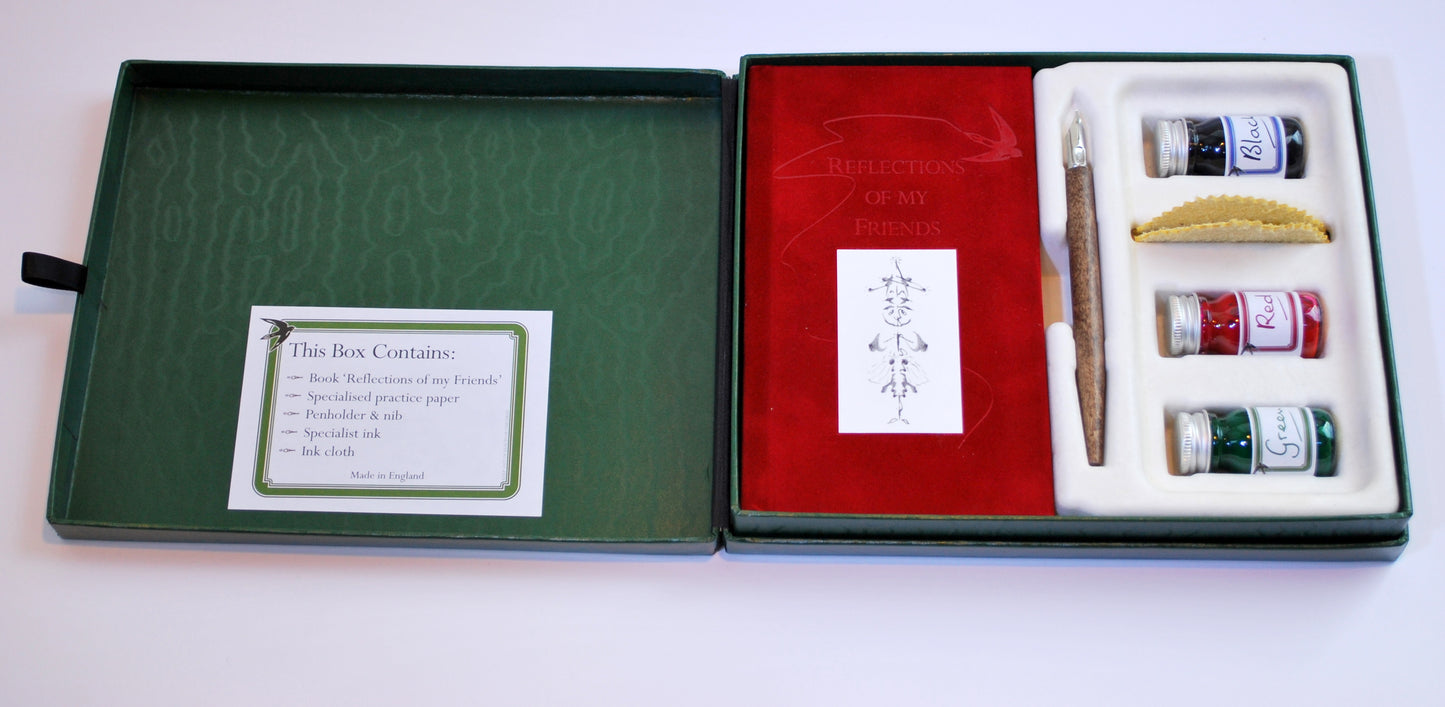 This Box Contains:
Book ‘Reflections of my Friends’
Specialised practice paper
Penholder & nib
Specialist ink
Ink cloth
Made in England
REFLECTIONS
OF MY
FRIENDS
Black
Red
Green